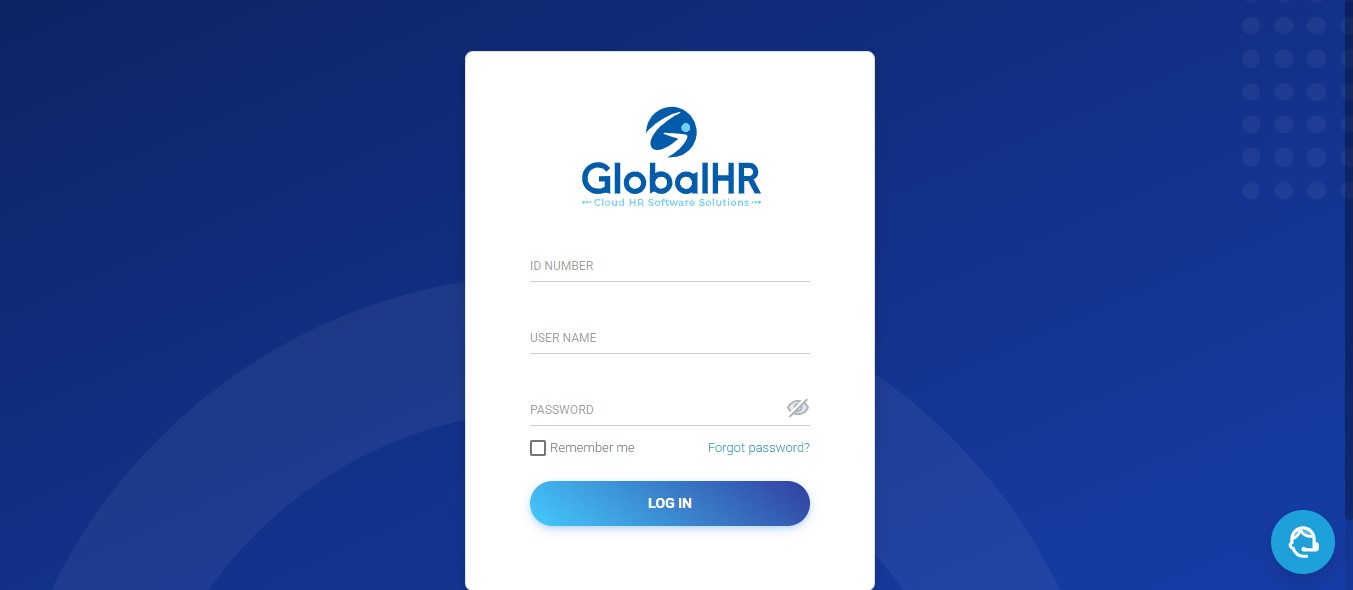 GlobalHR
Cloud HR Software Solutions
ID NUMBER
USER NAME
PASSWORD
Remember me Forgot password?
LOG IN